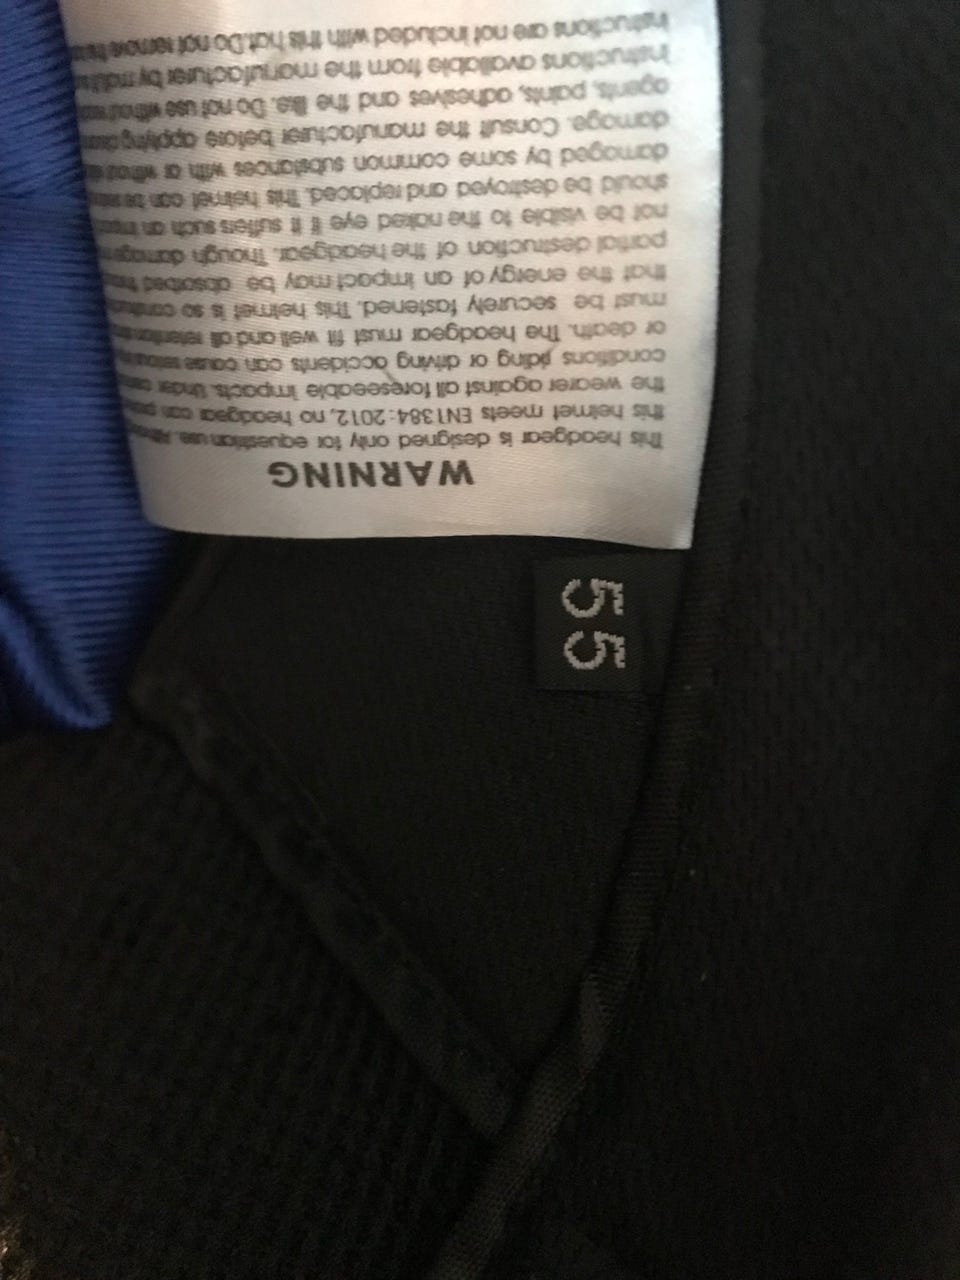 WARNING
This headgear is designed only for equestrian use.
this helmet meets EN1384:2012, no headgear can
the wearer against all foreseeable impacts. Under
conditions riding or driving accidents can cause
or death. The headgear must fit well and all retention
must be securely fastened. This helmet is so
that the energy of an impact may be absorbed
partial destruction of the headgear. Though damage
not be visible to the naked eye if it suffers such an
should be destroyed and replaced. This helmet can be
damaged by some common substances with or without
damage. Consult the manufacturer before applying
agents, paints, adhesives and the like. Do not use without
Instructions available from the manufacturer by
Instructions are not included with this hat. Do not remove this
55